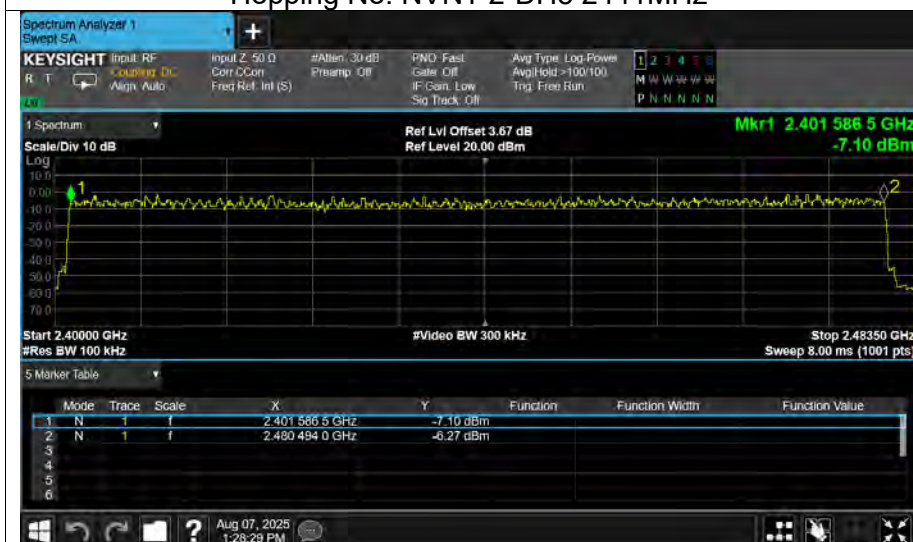 Hopping No. NVNT 2-DH5 2441MHz
Spectrum Analyzer 1
Swept SA
+
KEYSIGHT Input: RF Input Z: 50 Ω #Atten: 30 dB PNO: Fast Avg Type: Log-Power 1 2 3 4 5 6
R T Coupling: DC Corr CCorr Preamp: Off Gate: Off Avg|Hold: >100/100 M W W W W W
Align: Auto Freq Ref: Int (S) IF Gain: Low Trig: Free Run
Sig Track: Off P N N N N N
1 Spectrum
Ref Lvl Offset 3.67 dB Mkr1 2.401 586 5 GHz
Scale/Div 10 dB Ref Level 20.00 dBm -7.10 dBm
Log
10.0
0.00 1 2
-10.0
-20.0
-30.0
-40.0
-50.0
-60.0
-70.0
Start 2.40000 GHz #Video BW 300 kHz Stop 2.48350 GHz
#Res BW 100 kHz Sweep 8.00 ms (1001 pts)
5 Marker Table
Mode Trace Scale X Y Function Function Width Function Value
1 N 1 f 2.401 586 5 GHz -7.10 dBm
2 N 1 f 2.480 494 0 GHz -6.27 dBm
3
4
5
6
? Aug 07, 2025
1:28:29 PM